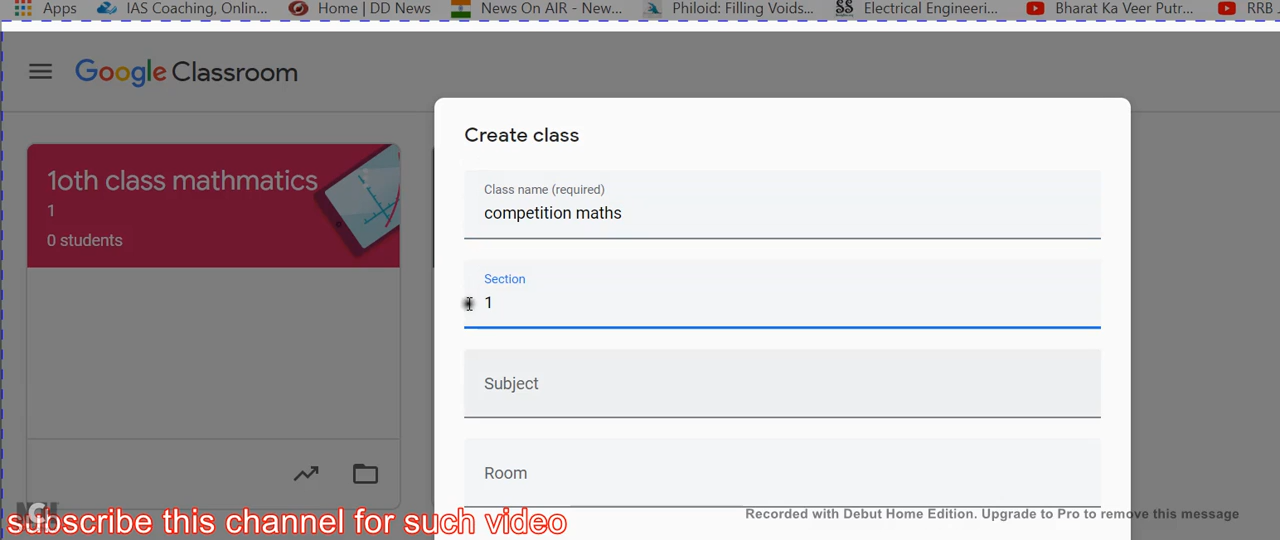 Apps IAS Coaching, Onlin... Home | DD News News On AIR - New... Philoid: Filling Voids... Electrical Engineeri... Bharat Ka Veer Putr... RRB
Google Classroom
Create class
Class name (required)
1oth class mathmatics
competition maths
1
0 students
Section
1
Subject
Room
subscribe this channel for such video
Recorded with Debut Home Edition. Upgrade to Pro to remove this message